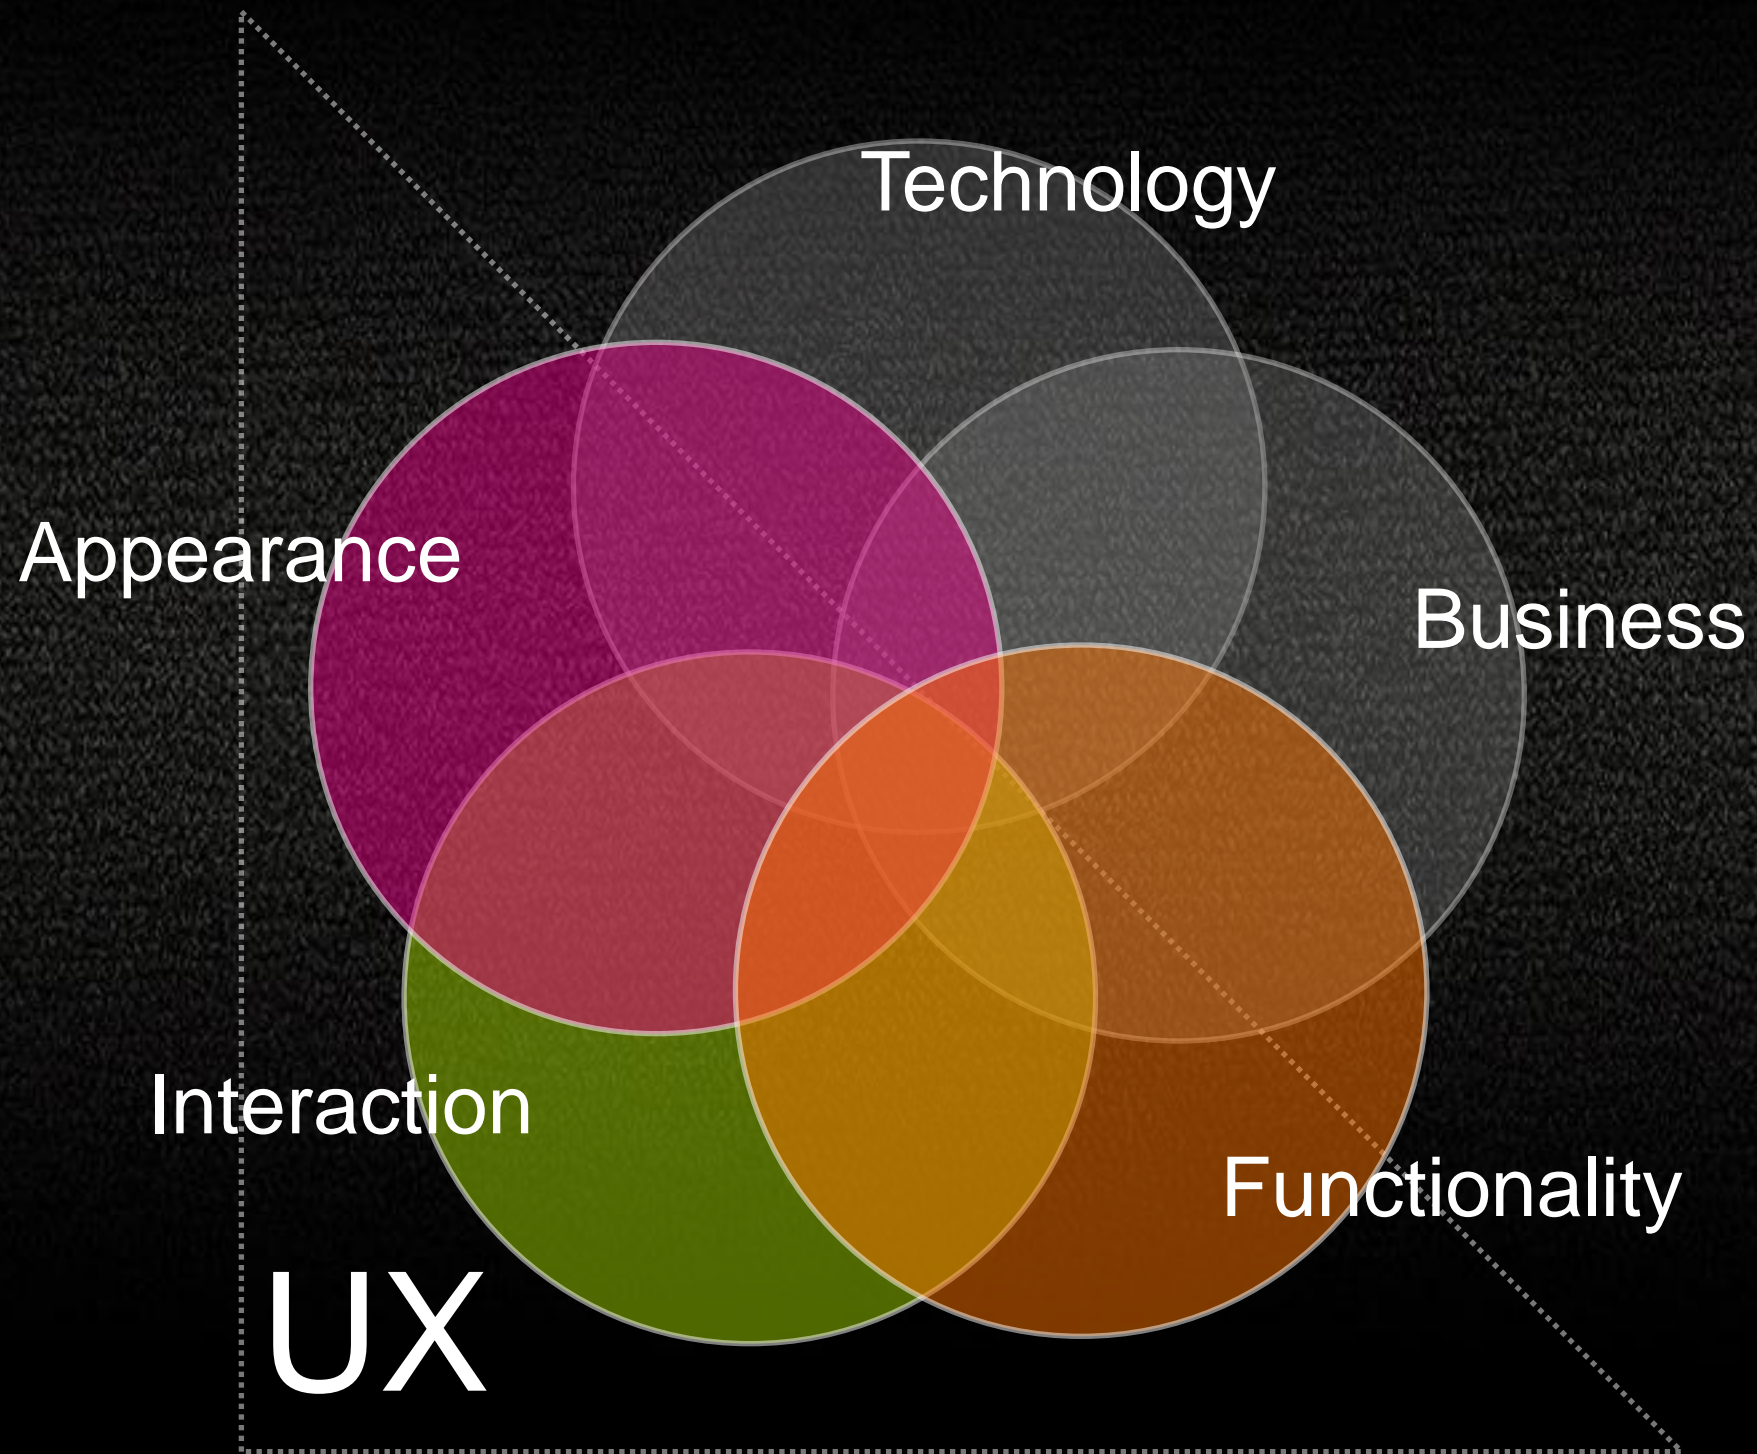 Technology
Appearance
Business
Interaction
Functionality
UX